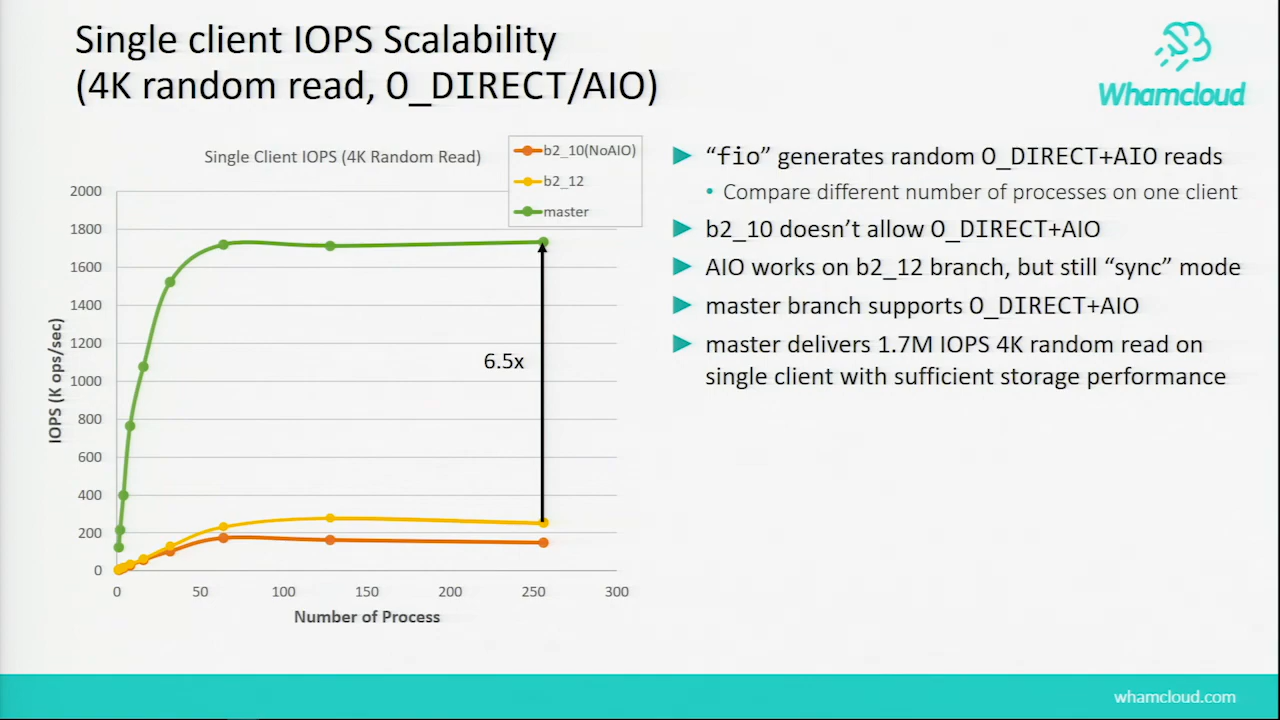 Single client IOPS Scalability
(4K random read, O_DIRECT/AIO)
Whamcloud
Single Client IOPS (4K Random Read)
b2_10(NoAIO)
b2_12
master
2000
1800
1600
1400
1200
1000
800
600
400
200
0
IOPS (K ops/sec)
6.5x
0 50 100 150 200 250 300
Number of Process
“fio” generates random O_DIRECT+AIO reads
• Compare different number of processes on one client
b2_10 doesn’t allow O_DIRECT+AIO
AIO works on b2_12 branch, but still “sync” mode
master branch supports O_DIRECT+AIO
master delivers 1.7M IOPS 4K random read on
single client with sufficient storage performance
whamcloud.com